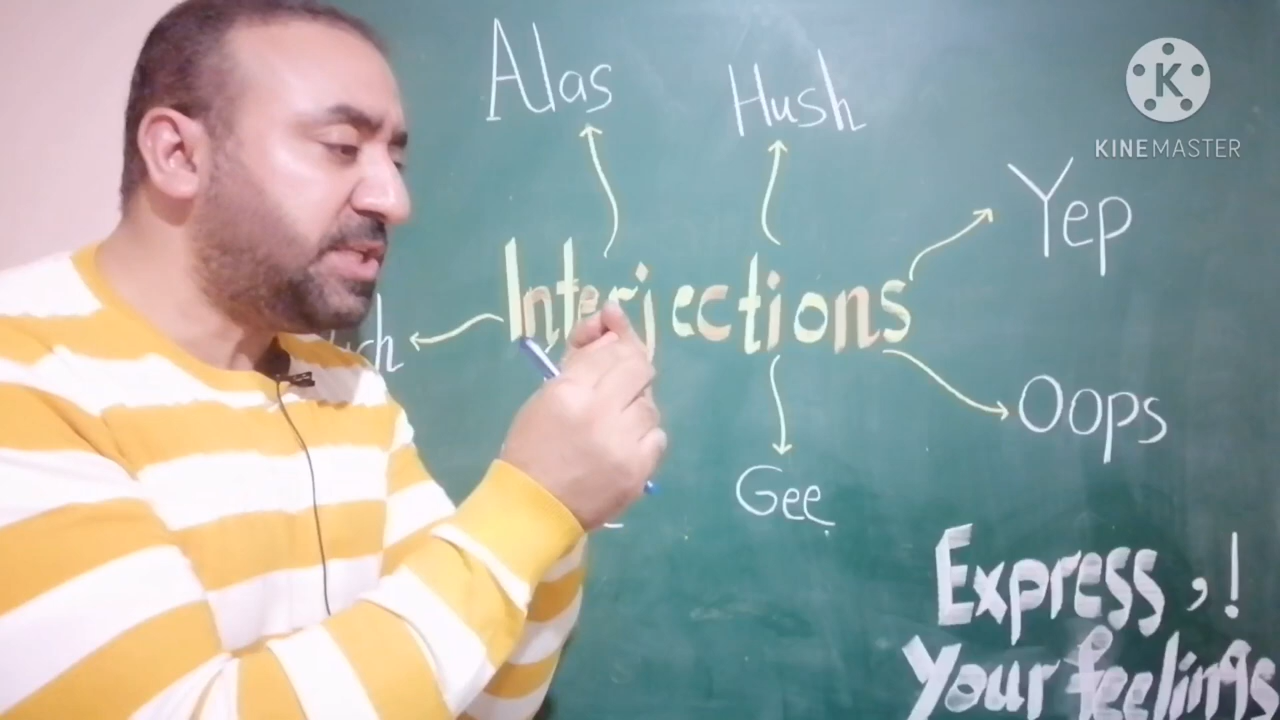 Alas
Hush
KINEMASTER
Yep
Interjections
Oops
Gee
Express , !
Your feelings